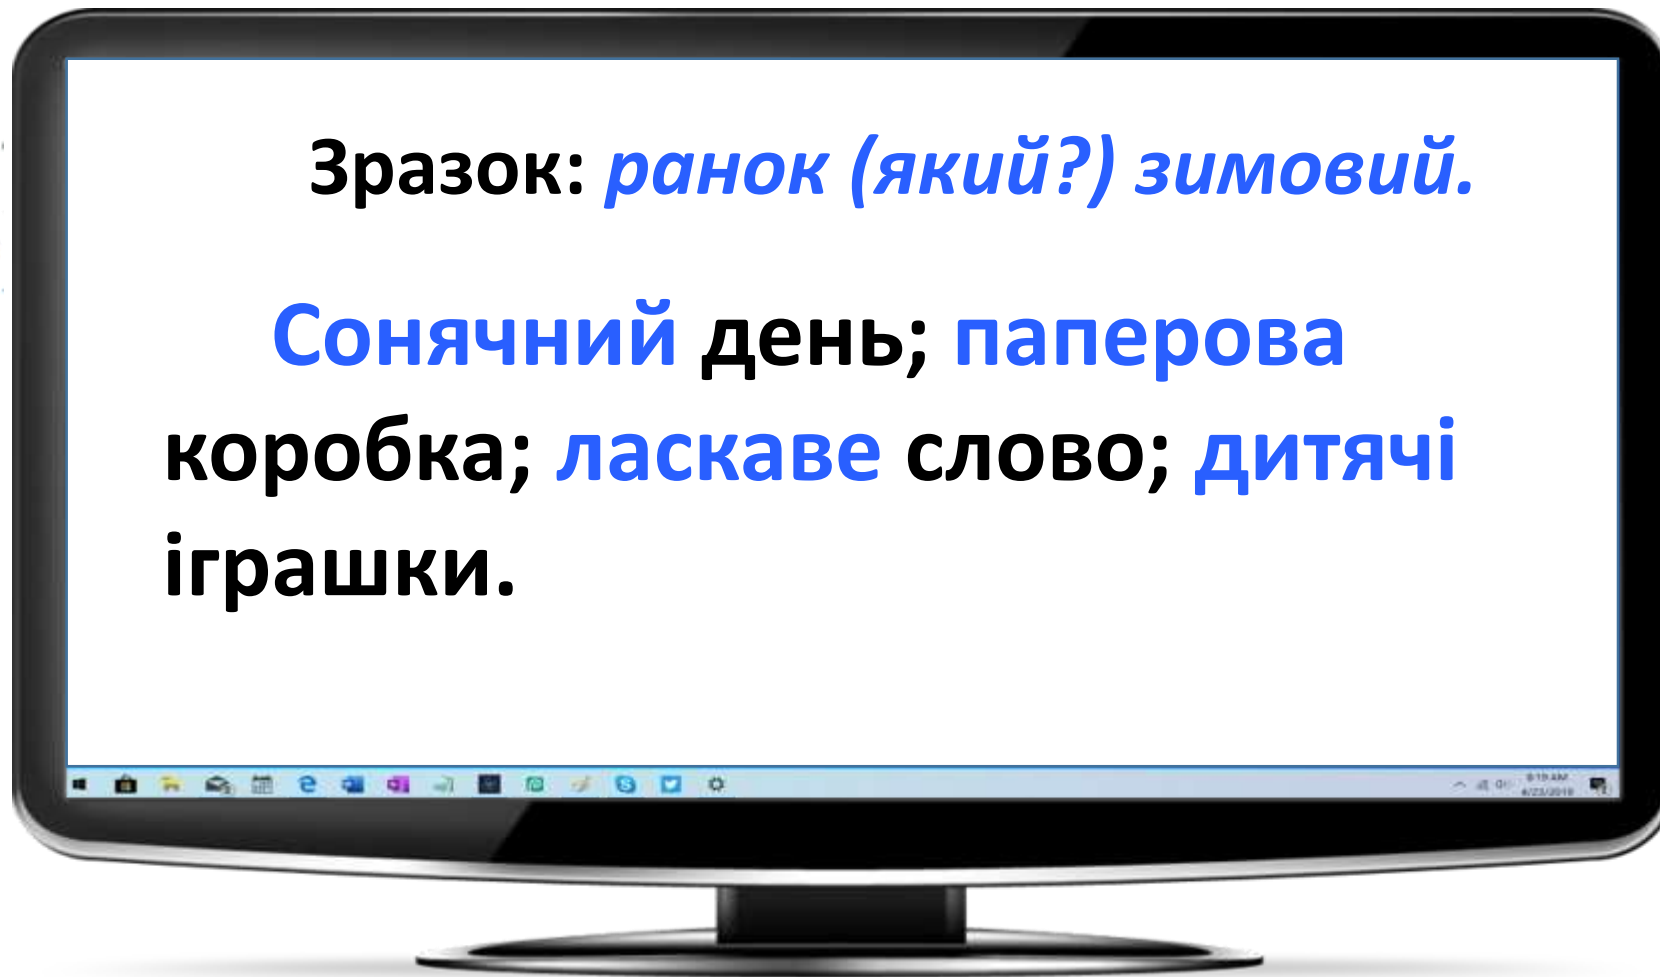 Зразок: ранок (який?) зимовий.
Сонячний день; паперова
коробка; ласкаве слово; дитячі
іграшки.